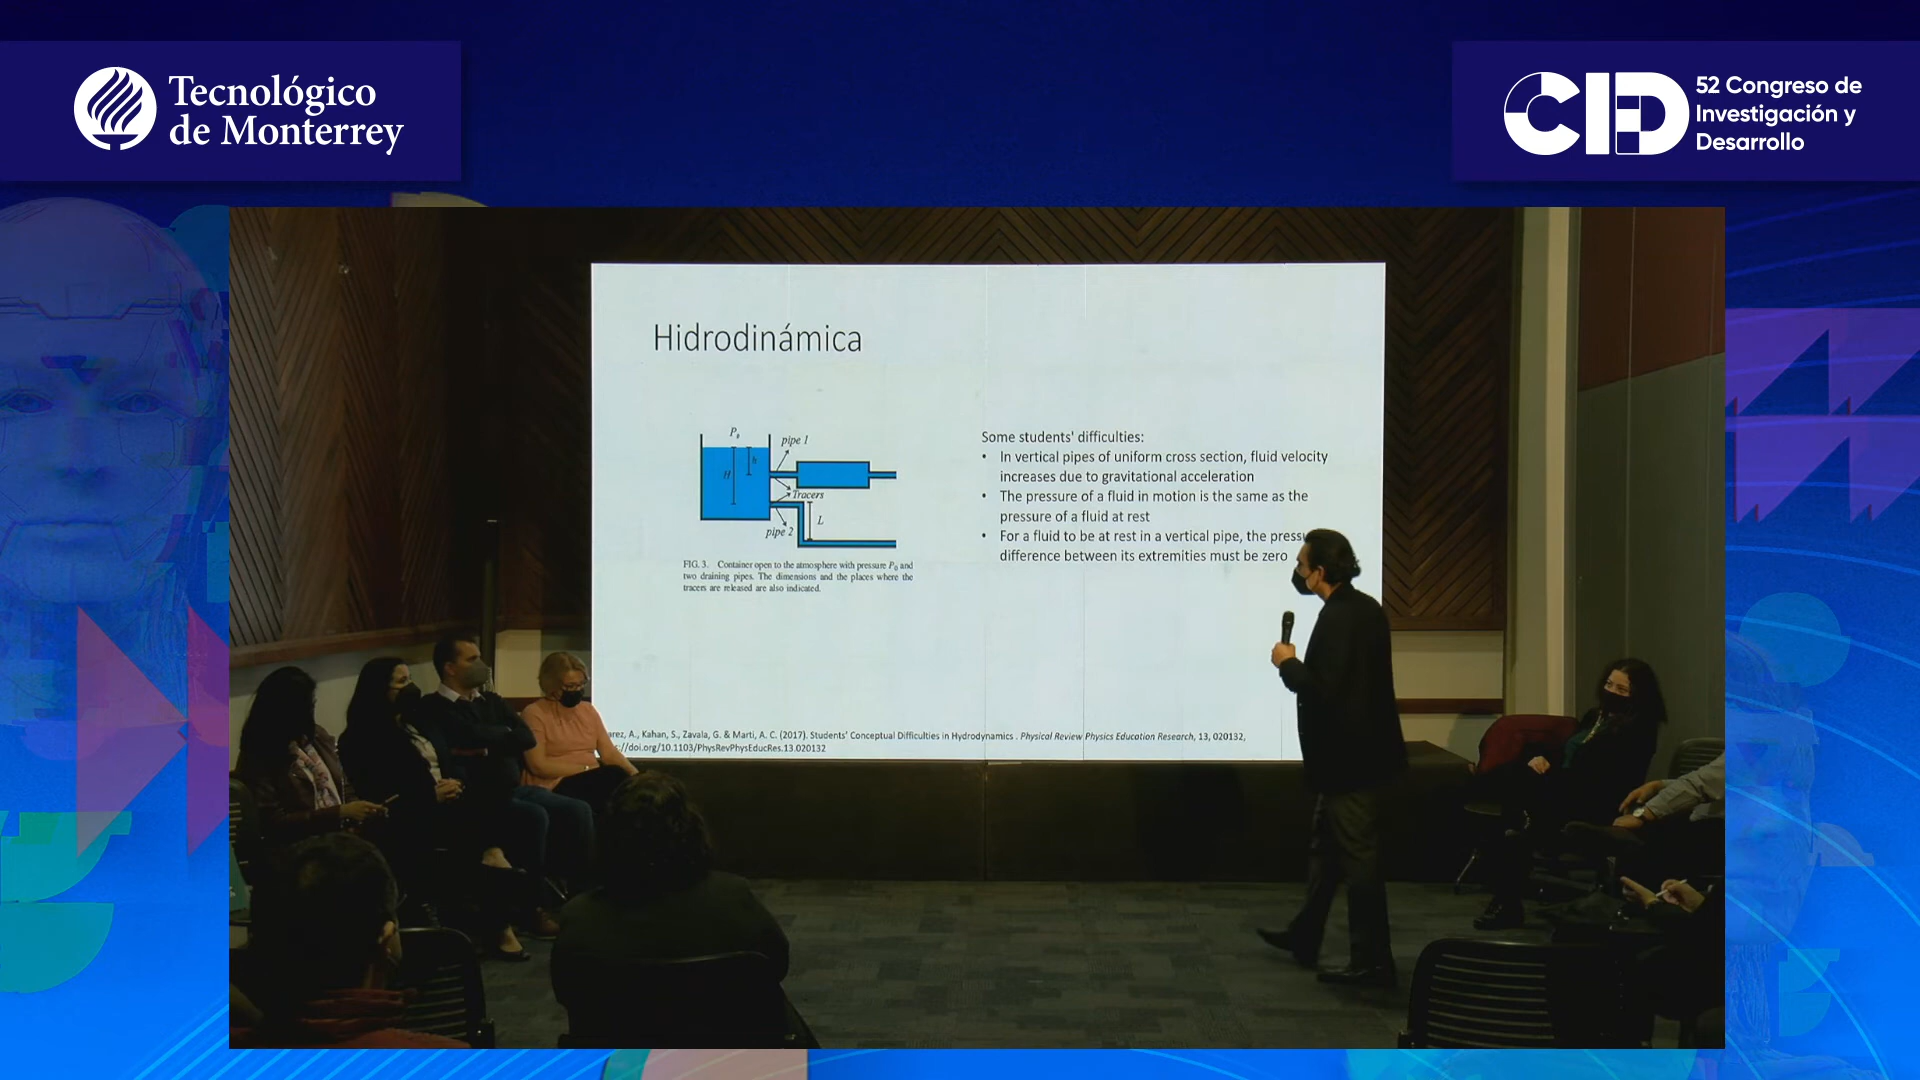 Tecnológico
de Monterrey
CID
52 Congreso de
Investigación y
Desarrollo
Hidrodinámica
P₀
pipe 1
h
H
Tracers
L
pipe 2
FIG. 3. Container open to the atmosphere with pressure P₀ and
two draining pipes. The dimensions and the places where the
tracers are released are also indicated.
Some students' difficulties:
• In vertical pipes of uniform cross section, fluid velocity
increases due to gravitational acceleration
• The pressure of a fluid in motion is the same as the
pressure of a fluid at rest
• For a fluid to be at rest in a vertical pipe, the pressu
difference between its extremities must be zero
arez, A., Kahan, S., Zavala, G. & Marti, A. C. (2017). Students' Conceptual Difficulties in Hydrodynamics . Physical Review Physics Education Research, 13, 020132,
://doi.org/10.1103/PhysRevPhysEducRes.13.020132